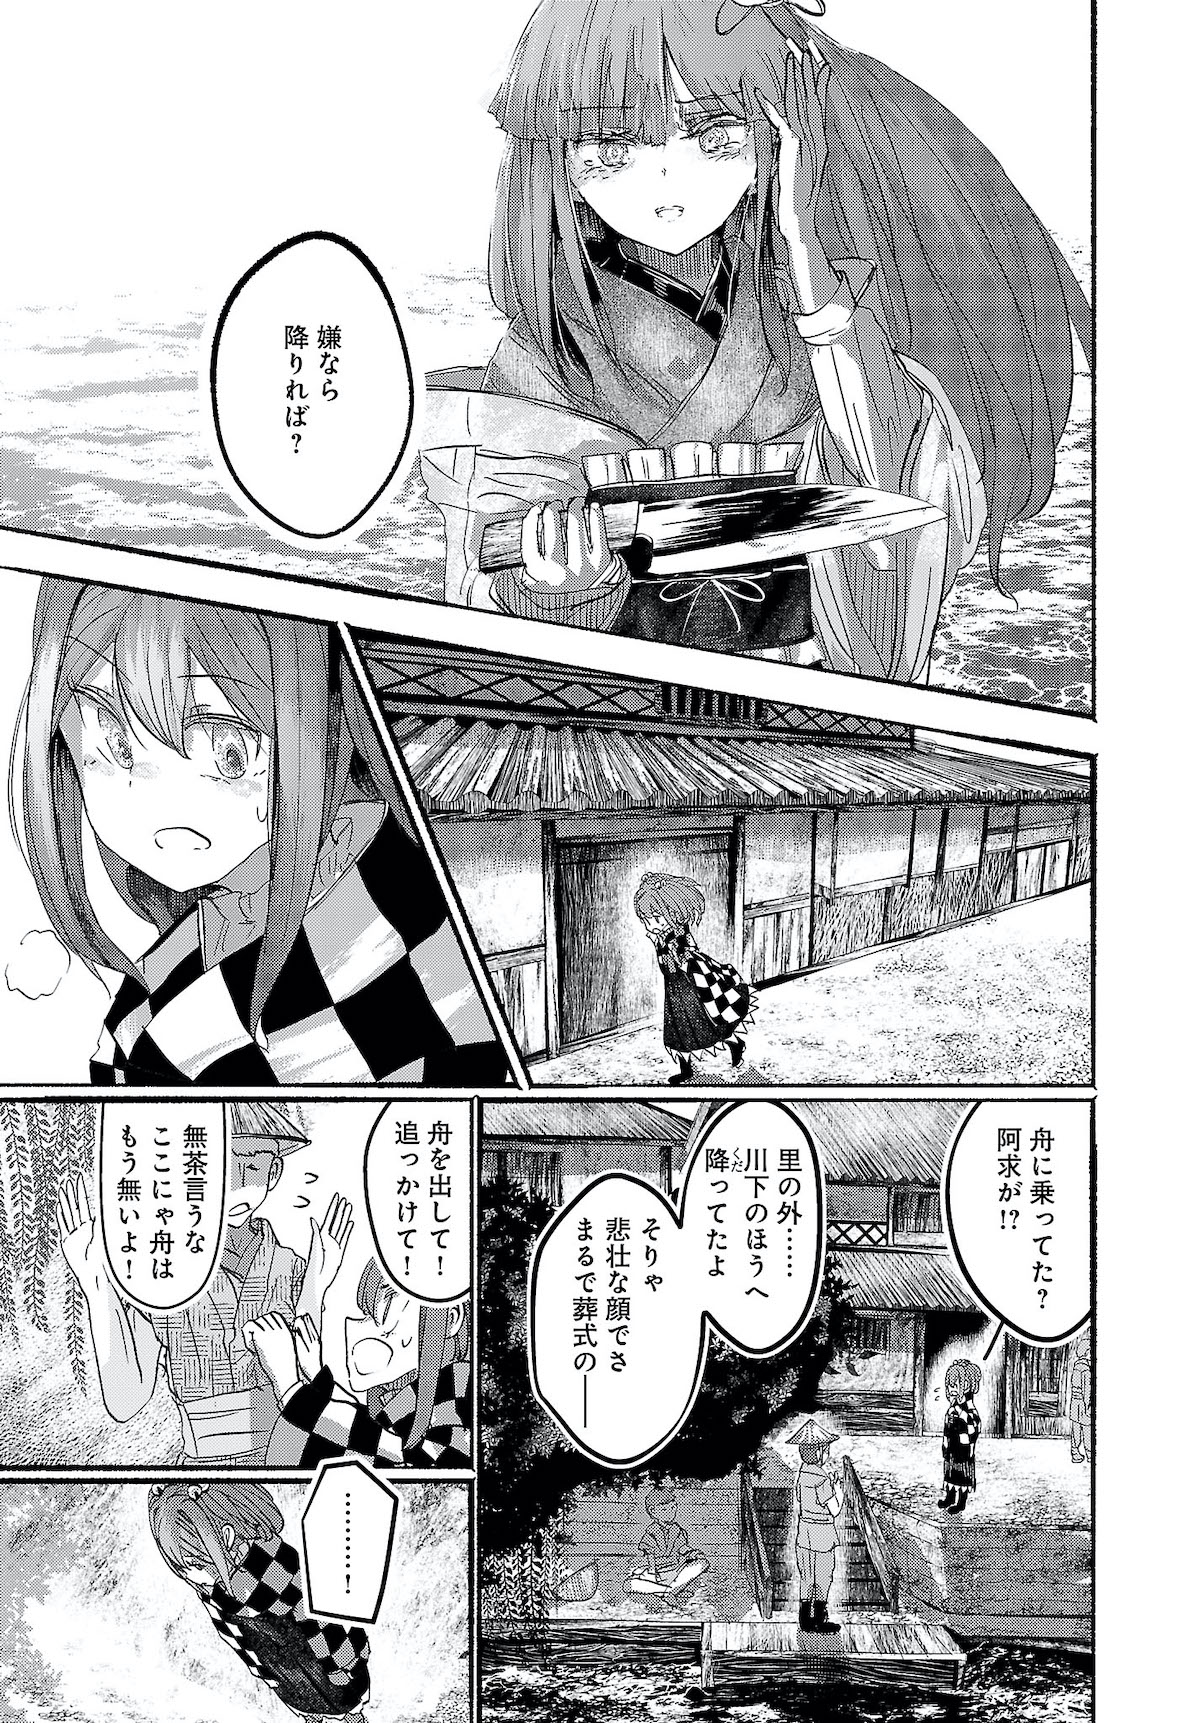 嫌なら
降りれば？
舟に乗ってた？
阿求が!?
里の外……
川下のほうへ
降ってたよ
くだ
そりゃ
悲壮な顔でさ
まるで葬式の――
舟を出して！
追っかけて！
無茶言うな
ここにゃ舟は
もう無いよ！
………！